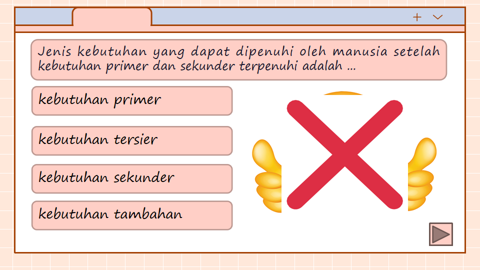 Jenis kebutuhan yang dapat dipenuhi oleh manusia setelah
kebutuhan primer dan sekunder terpenuhi adalah ...
kebutuhan primer
kebutuhan tersier
kebutuhan sekunder
kebutuhan tambahan